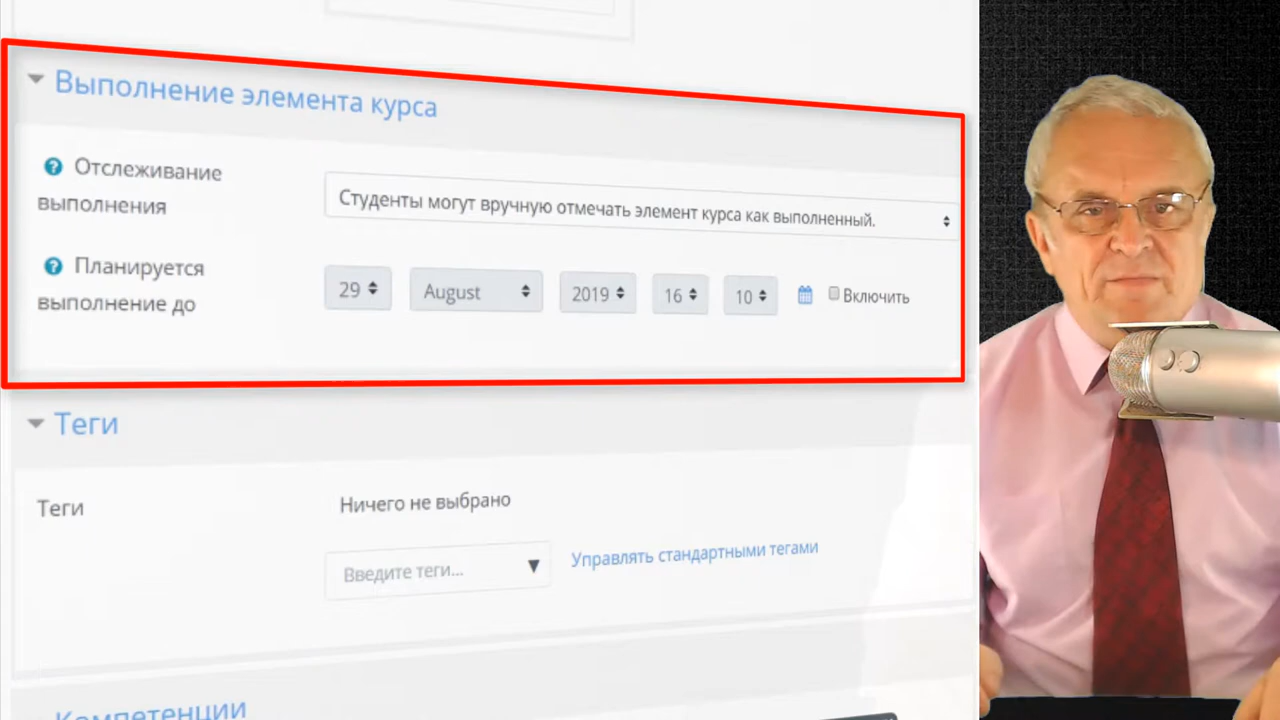 Выполнение элемента курса
Отслеживание
выполнения
Студенты могут вручную отмечать элемент курса как выполненный.
Планируется
выполнение до
29 August 2019 16 10 Включить
Теги
Теги
Ничего не выбрано
Введите теги...
Управлять стандартными тегами
Компетенции